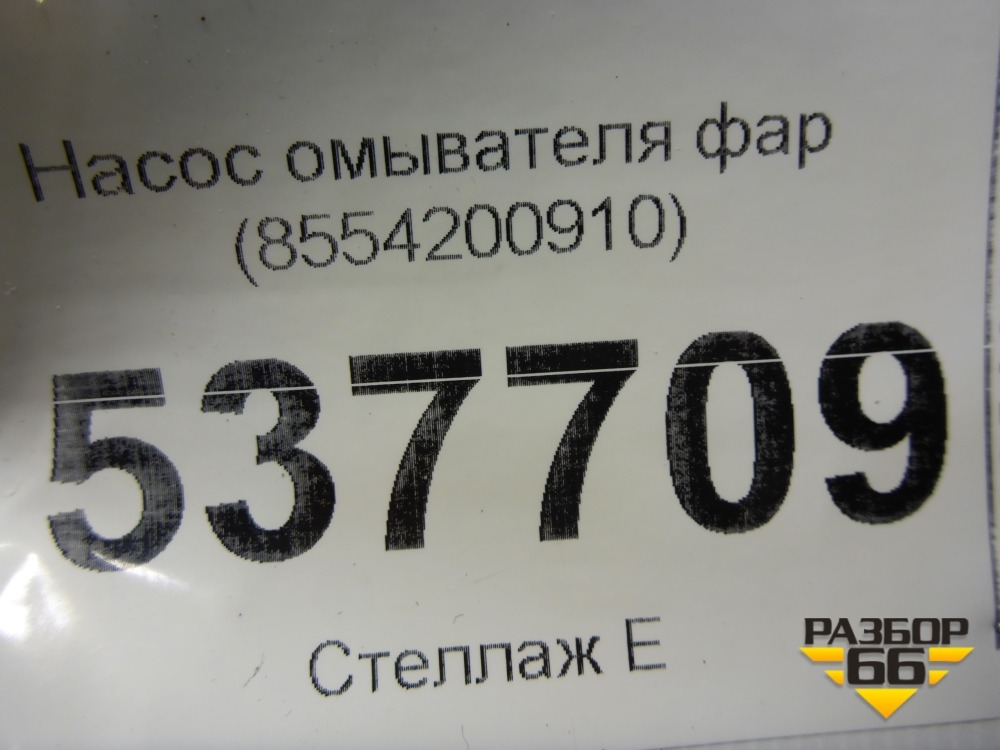 Насос омывателя фар
(8554200910)
537709
Стеллаж Е
РАЗБОР
66